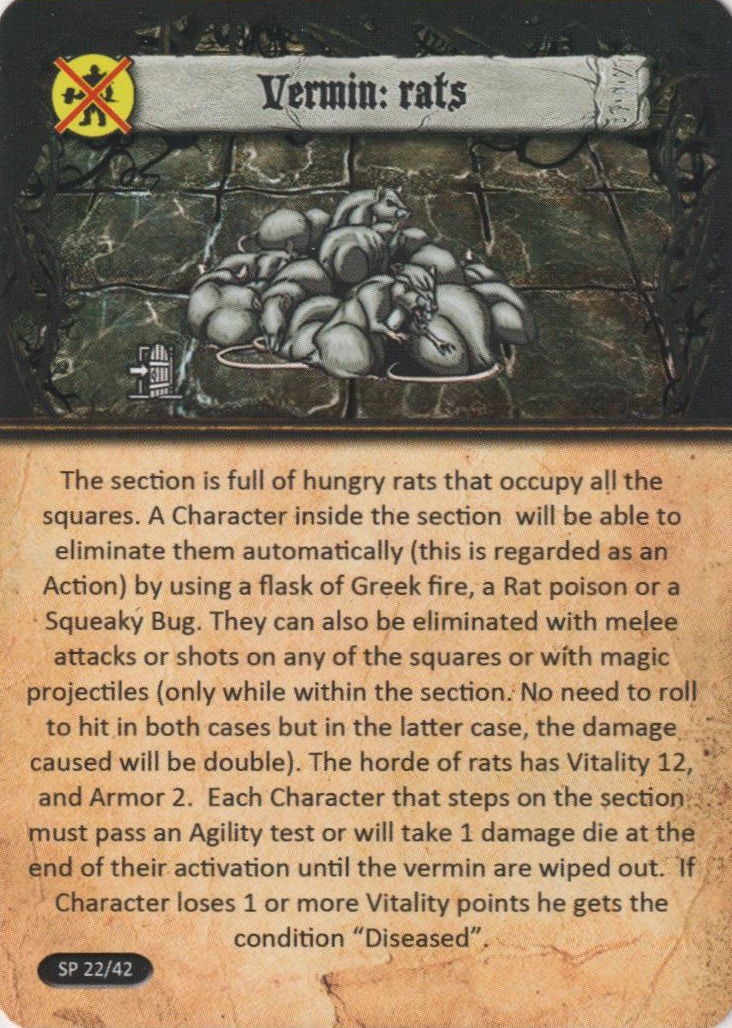 Vermin: rats
The section is full of hungry rats that occupy all the
squares. A Character inside the section will be able to
eliminate them automatically (this is regarded as an
Action) by using a flask of Greek fire, a Rat poison or a
Squeaky Bug. They can also be eliminated with melee
attacks or shots on any of the squares or with magic
projectiles (only while within the section. No need to roll
to hit in both cases but in the latter case, the damage
caused will be double). The horde of rats has Vitality 12,
and Armor 2. Each Character that steps on the section
must pass an Agility test or will take 1 damage die at the
end of their activation until the vermin are wiped out. If
Character loses 1 or more Vitality points he gets the
condition “Diseased”.
SP 22/42